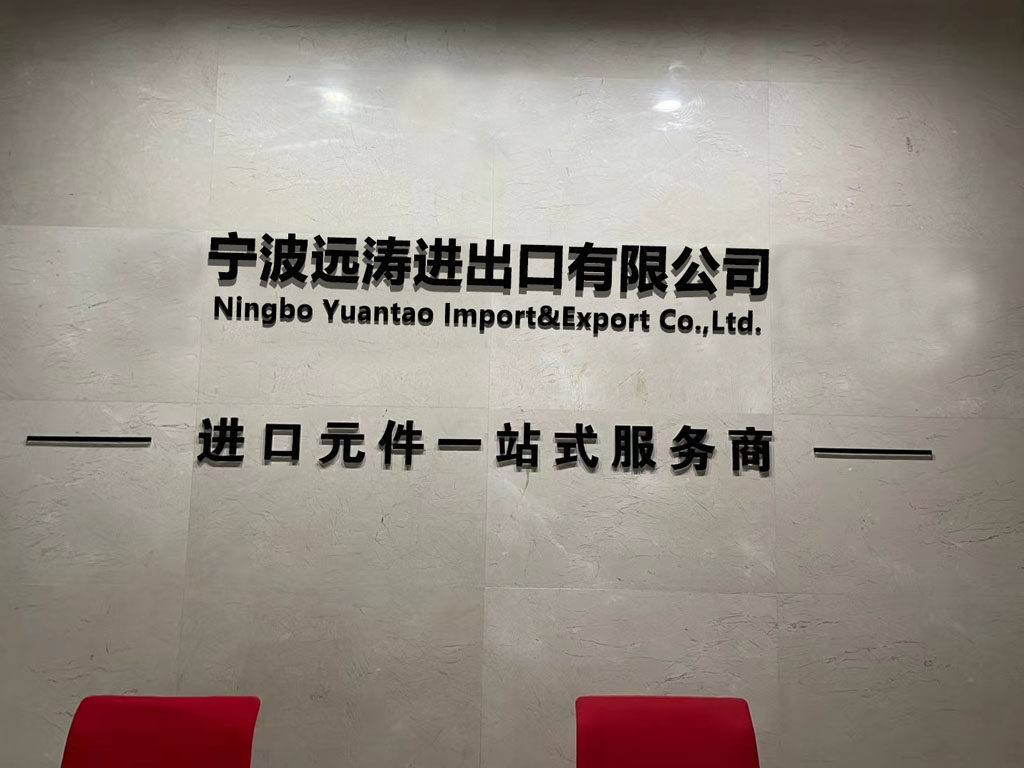 宁波远涛进出口有限公司
Ningbo Yuantao Import&Export Co.,Ltd.
进口元件一站式服务商